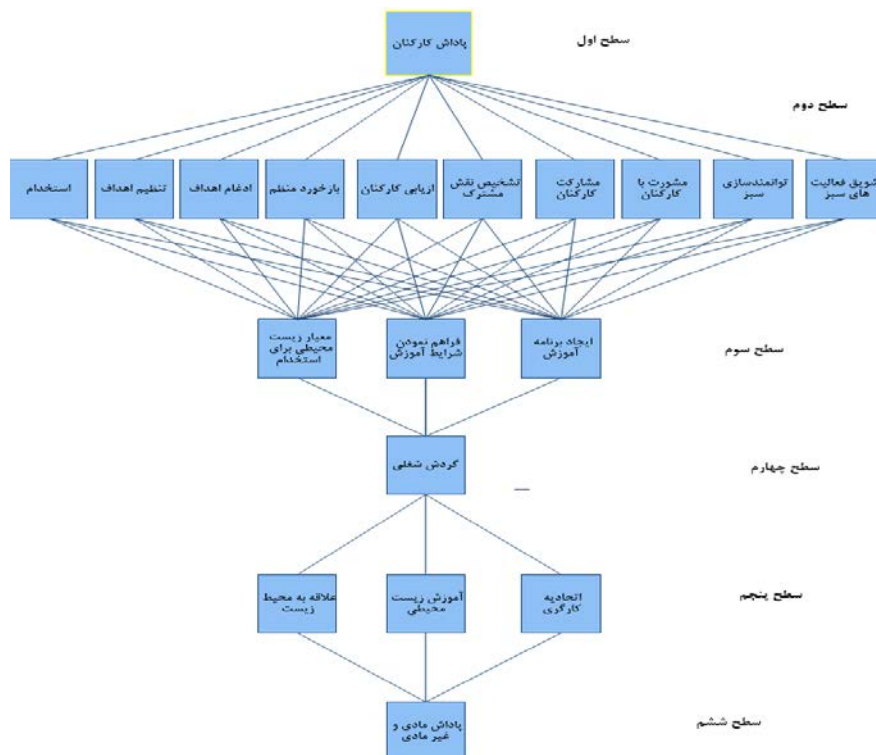 سطح اول
پاداش کارکنان
سطح دوم
شویق فعالیت
های سبز
توانمندسازی
سبز
مشورت با
کارکنان
مشارکت
کارکنان
تشخیص نقش
مشترک
ازیابی کارکنان
بازخورد منظم
ادغام اهداف
تنظیم اهداف
استخدام
سطح سوم
ایجاد برنامه
آموزش
فراهم نمودن
شرایط آموزش
معیار زیست
محیطی برای
استخدام
سطح چهارم
گردش شغلی
سطح پنجم
اتحادیه
کارگری
آموزش زیست
محیطی
علاقه به محیط
زیست
سطح ششم
پاداش مادی و
غیر مادی